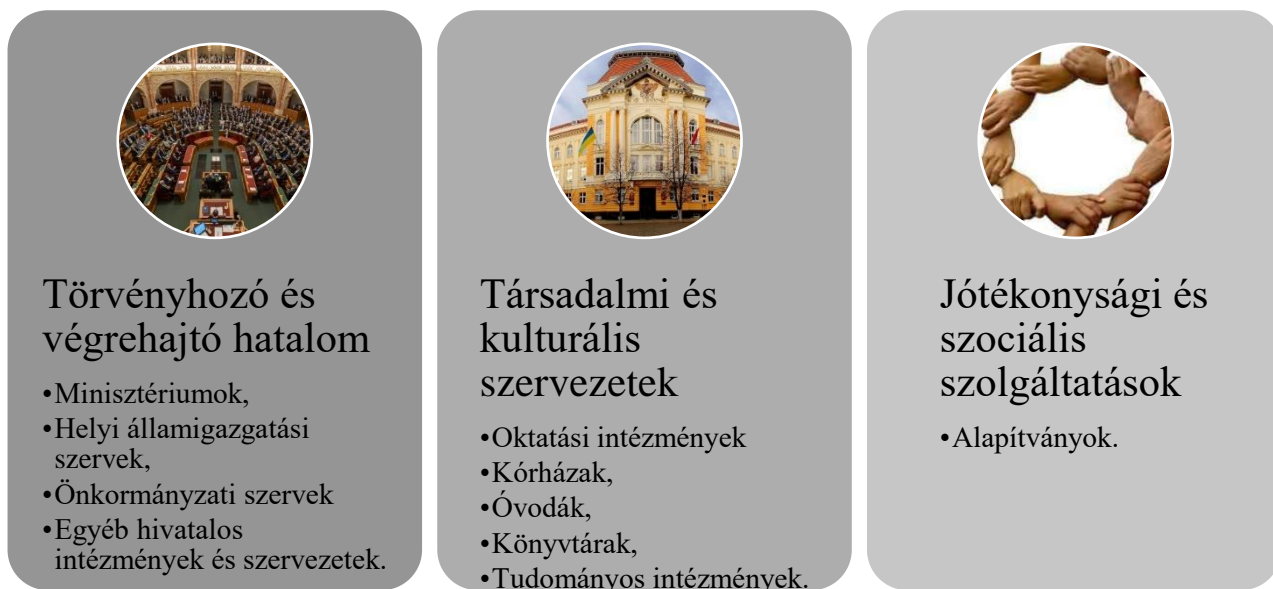 Törvényhozó és
végrehajtó hatalom
•Minisztériumok,
•Helyi államigazgatási
szervek,
•Önkormányzati szervek
•Egyéb hivatalos
intézmények és szervezetek.
Társadalmi és
kulturális
szervezetek
•Oktatási intézmények
•Kórházak,
•Óvodák,
•Könyvtárak,
•Tudományos intézmények.
Jótékonysági és
szociális
szolgáltatások
•Alapítványok.